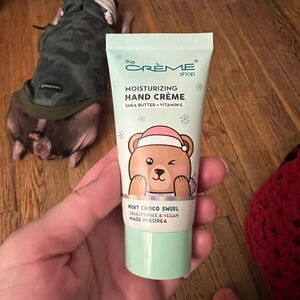 the
CRÈME
shop
MOISTURIZING
HAND CRÈME
SHEA BUTTER • VITAMIN E
MINT CHOCO SWIRL
CRUELTY-FREE & VEGAN
MADE IN KOREA